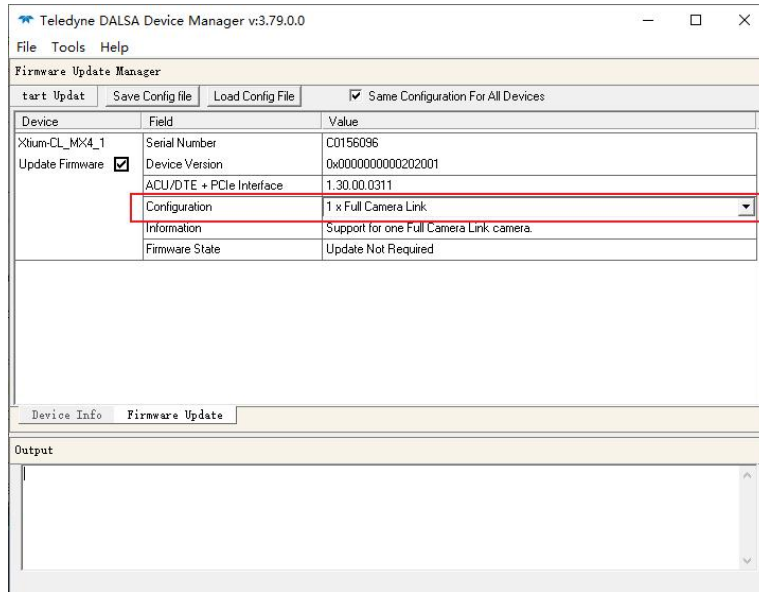 Teledyne DALSA Device Manager v:3.79.0.0
File Tools Help
Firmware Update Manager
tart Updat Save Config file Load Config File Same Configuration For All Devices
Device Field Value
Xtium-CL_MX4_1 Serial Number C0156096
Update Firmware Device Version 0x0000000000202001
ACU/DTE + PCIe Interface 1.30.00.0311
Configuration 1 x Full Camera Link
Information Support for one Full Camera Link camera.
Firmware State Update Not Required
Device Info Firmware Update
Output